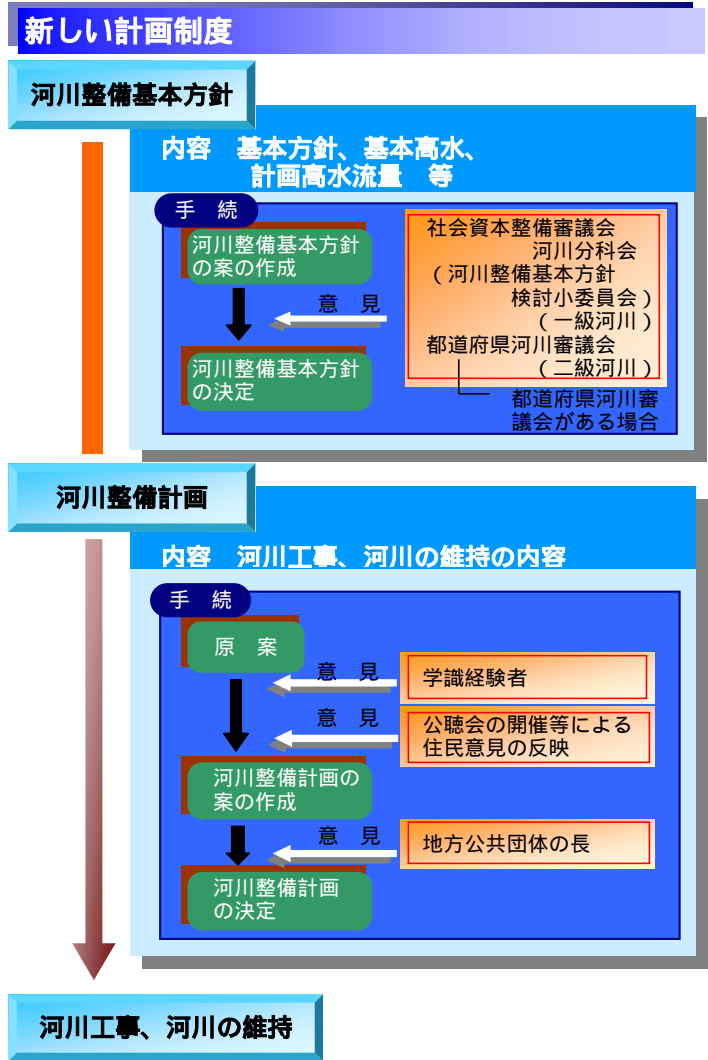 新しい計画制度
河川整備基本方針
内容　基本方針、基本高水、
計画高水流量　等
手　続
河川整備基本方針
の案の作成
意　見
社会資本整備審議会
河川分科会
（河川整備基本方針
検討小委員会）
（一級河川）
都道府県河川審議会
（二級河川）
都道府県河川審
議会がある場合
河川整備基本方針
の決定
河川整備計画
内容　河川工事、河川の維持の内容
手　続
原　案
意　見
学識経験者
意　見
公聴会の開催等による
住民意見の反映
河川整備計画の
案の作成
意　見
地方公共団体の長
河川整備計画
の決定
河川工事、河川の維持